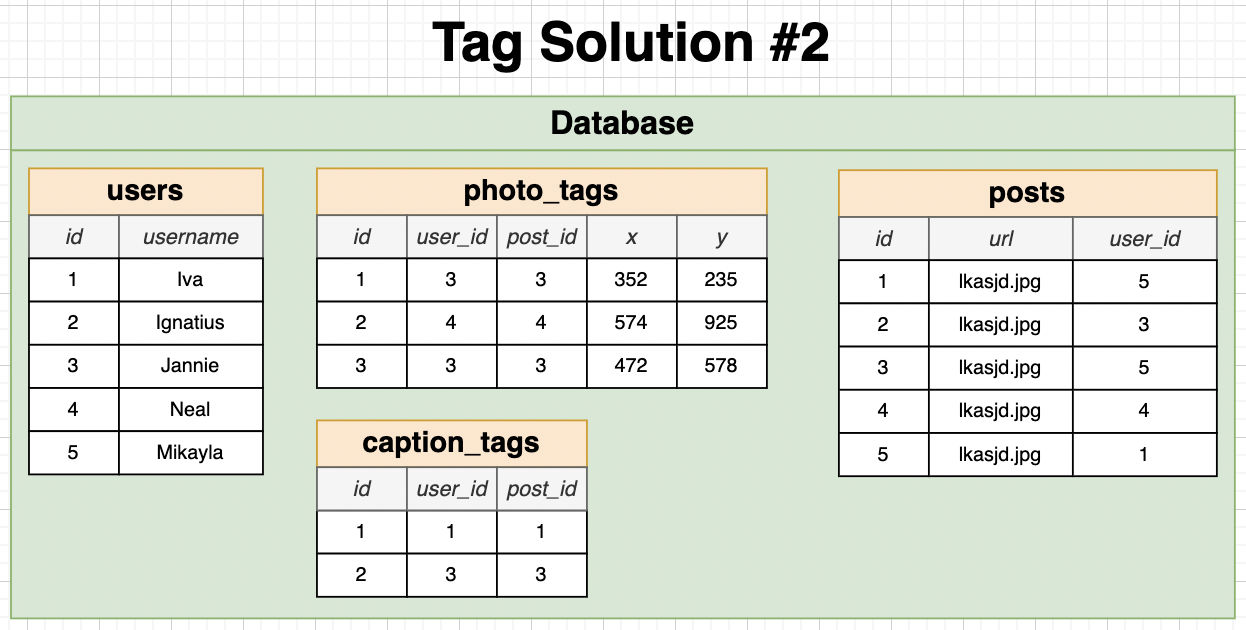 Tag Solution #2
Database
users
id username
1 Iva
2 Ignatius
3 Jannie
4 Neal
5 Mikayla
photo_tags
id user_id post_id x y
1 3 3 352 235
2 4 4 574 925
3 3 3 472 578
caption_tags
id user_id post_id
1 1 1
2 3 3
posts
id url user_id
1 lkasjd.jpg 5
2 lkasjd.jpg 3
3 lkasjd.jpg 5
4 lkasjd.jpg 4
5 lkasjd.jpg 1